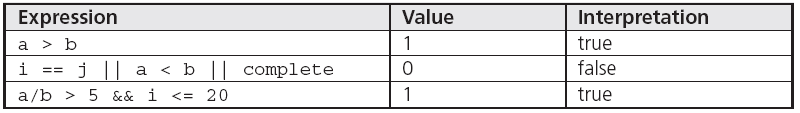 Expression Value Interpretation
a > b 1 true
i == j || a < b || complete 0 false
a/b > 5 && i <= 20 1 true